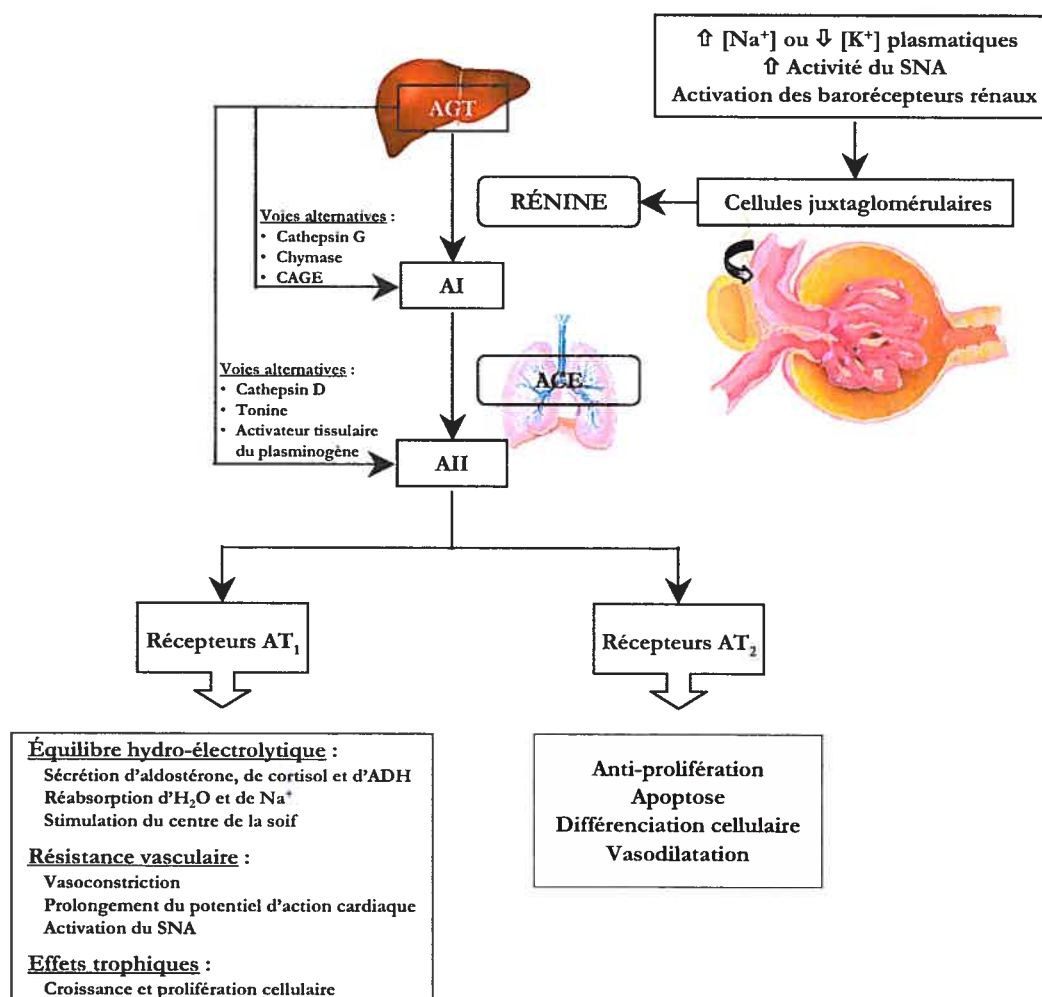 ⇧ [Na⁺] ou ⇩ [K⁺] plasmatiques
⇧ Activité du SNA
Activation des barorécepteurs rénaux
AGT
RÉNINE
Cellules juxtaglomérulaires
Voies alternatives :
• Cathepsin G
• Chymase
• CAGE
AI
ACE
Voies alternatives :
• Cathepsin D
• Tonine
• Activateur tissulaire
du plasminogène
AII
Récepteurs AT₁
Récepteurs AT₂
Équilibre hydro-électrolytique :
Sécrétion d'aldostérone, de cortisol et d'ADH
Réabsorption d'H₂O et de Na⁺
Stimulation du centre de la soif
Résistance vasculaire :
Vasoconstriction
Prolongement du potentiel d'action cardiaque
Activation du SNA
Effets trophiques :
Croissance et prolifération cellulaire
Anti-prolifération
Apoptose
Différenciation cellulaire
Vasodilatation